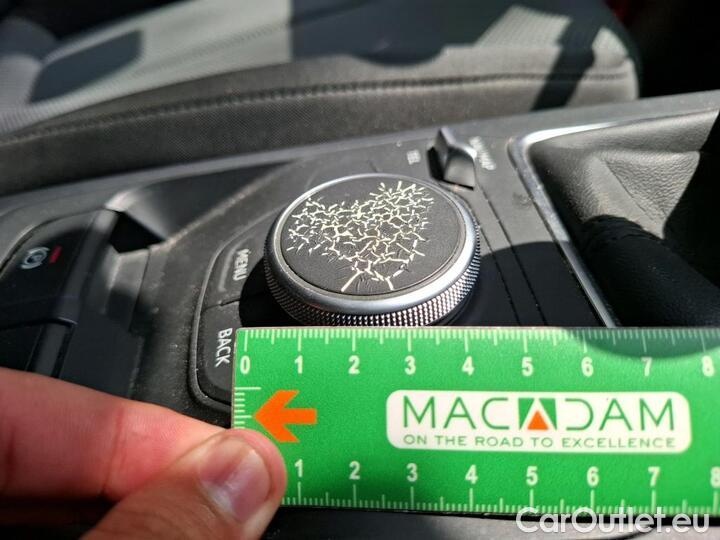 TEL
MENU
BACK
0 1 2 3 4 5 6 7 8
MACADAM
ON THE ROAD TO EXCELLENCE
1 2 3 4 5 6 7 8
CarOutlet.eu